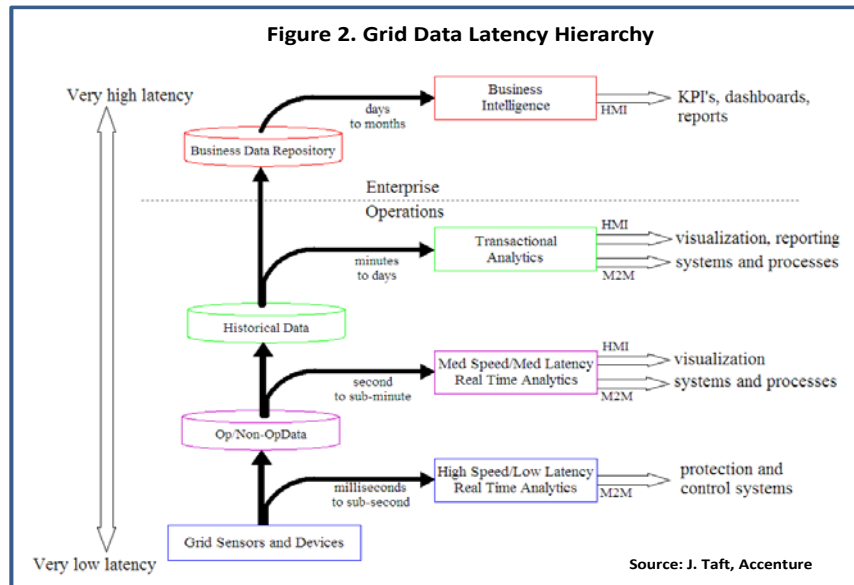 Figure 2. Grid Data Latency Hierarchy
Very high latency
Business
Intelligence
HMI
KPI's, dashboards,
reports
days
to months
Business Data Repository
Enterprise
Operations
HMI
Transactional
Analytics
visualization, reporting
systems and processes
M2M
minutes
to days
Historical Data
HMI
Med Speed/Med Latency
Real Time Analytics
visualization
systems and processes
M2M
second
to sub-minute
Op/Non-OpData
High Speed/Low Latency
Real Time Analytics
M2M
protection and
control systems
milliseconds
to sub-second
Grid Sensors and Devices
Very low latency
Source: J. Taft, Accenture